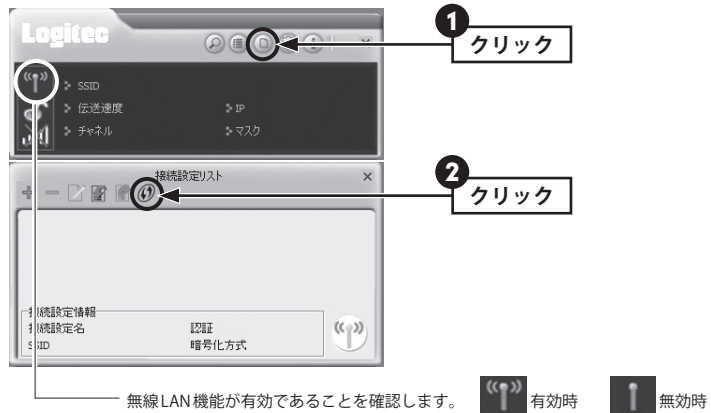 Logitec
1 クリック
SSID
伝送速度 IP
チャネル マスク
接続設定リスト
2 クリック
接続設定情報
接続設定名 認証
SSID 暗号化方式
無線LAN機能が有効であることを確認します。 有効時 無効時